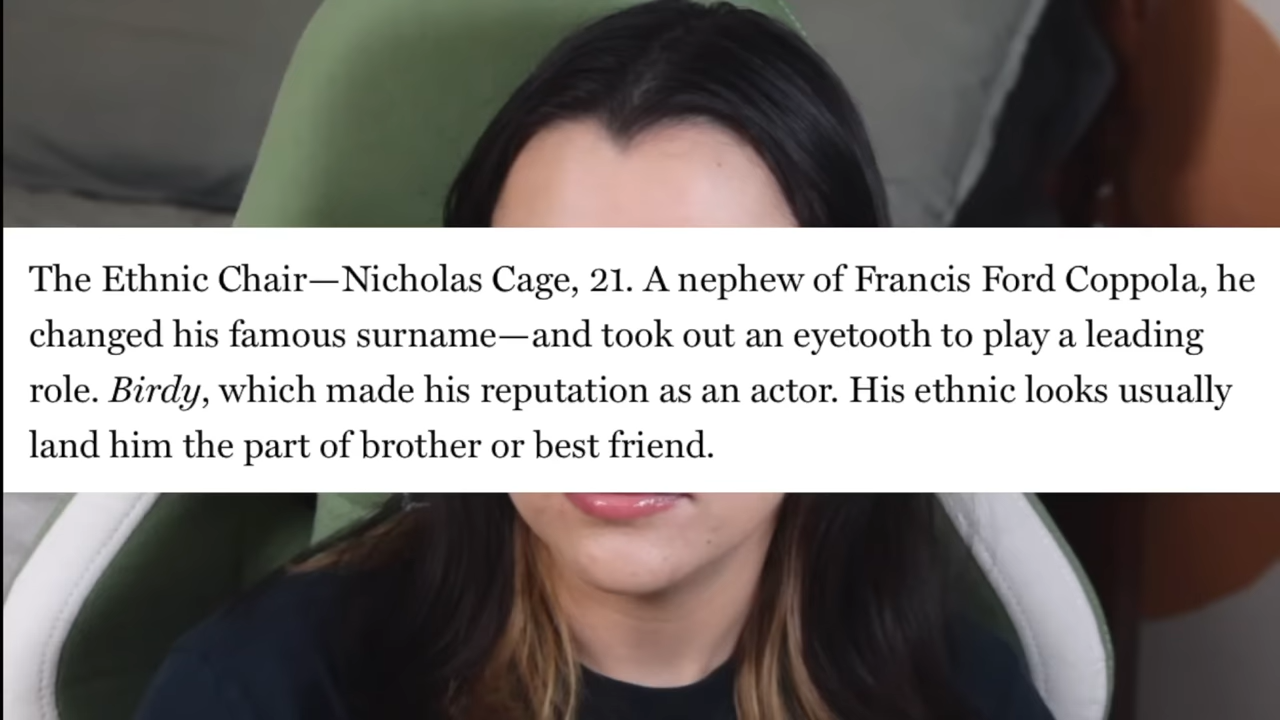 The Ethnic Chair—Nicholas Cage, 21. A nephew of Francis Ford Coppola, he
changed his famous surname—and took out an eyetooth to play a leading
role. Birdy, which made his reputation as an actor. His ethnic looks usually
land him the part of brother or best friend.